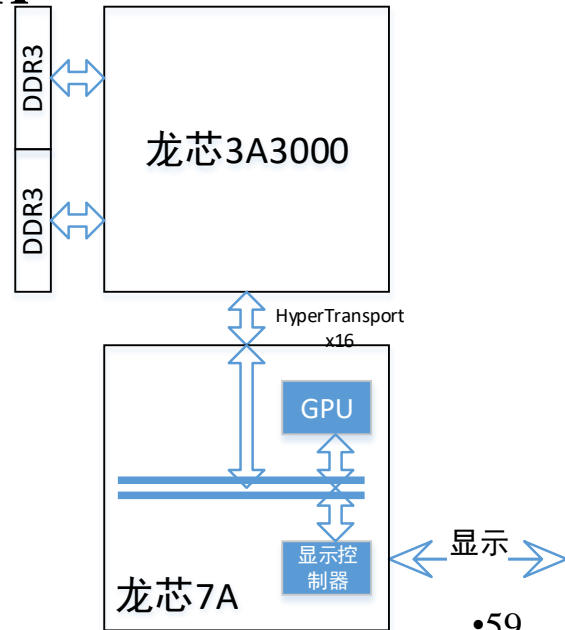 DDR3
DDR3
龙芯3A3000
HyperTransport
x16
GPU
显示控
制器
显示
龙芯7A
•59